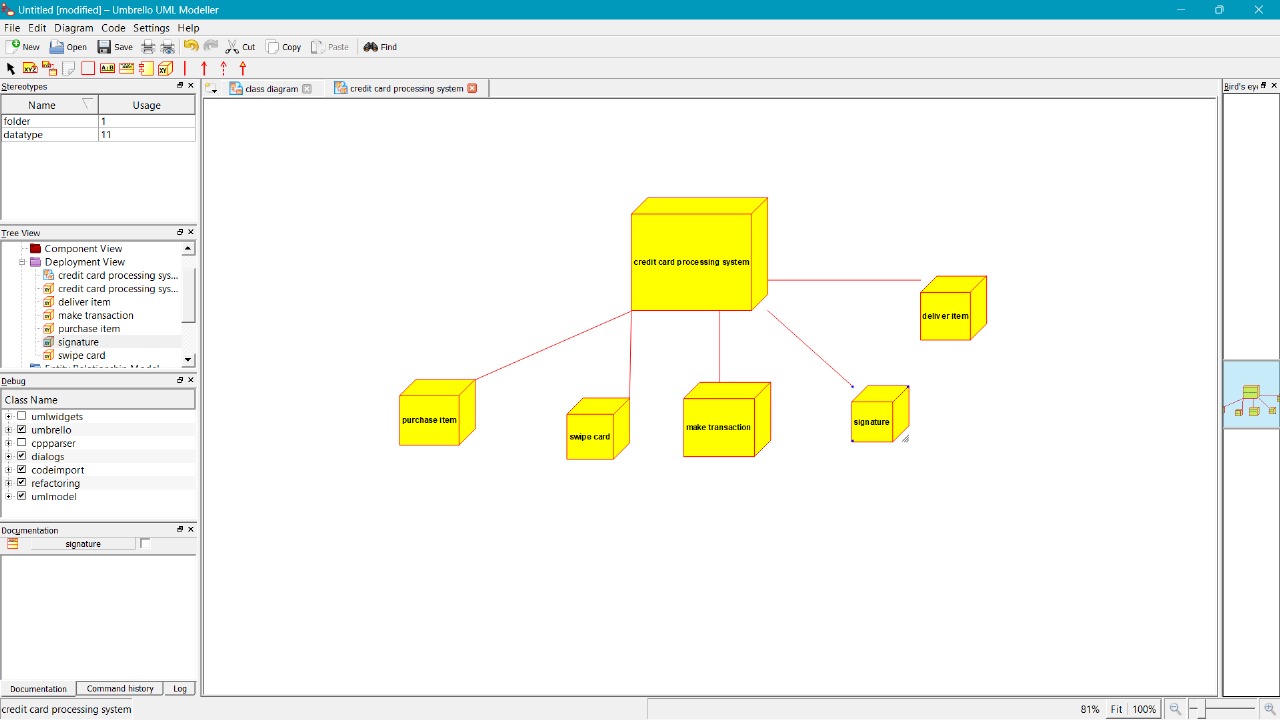 Untitled [modified] – Umbrello UML Modeller
File Edit Diagram Code Settings Help
New Open Save Cut Copy Paste Find
Stereotypes
class diagram
credit card processing system
Bird's ey
Name Usage
folder 1
datatype 11
Tree View
Component View
Deployment View
credit card processing sys...
credit card processing sys...
deliver item
make transaction
purchase item
signature
swipe card
Debug
Class Name
umlwidgets
umbrello
cppparser
dialogs
codeimport
refactoring
umlmodel
Documentation
signature
Documentation Command history Log
credit card processing system
deliver item
purchase item
swipe card
make transaction
signature
credit card processing system
81% Fit 100%